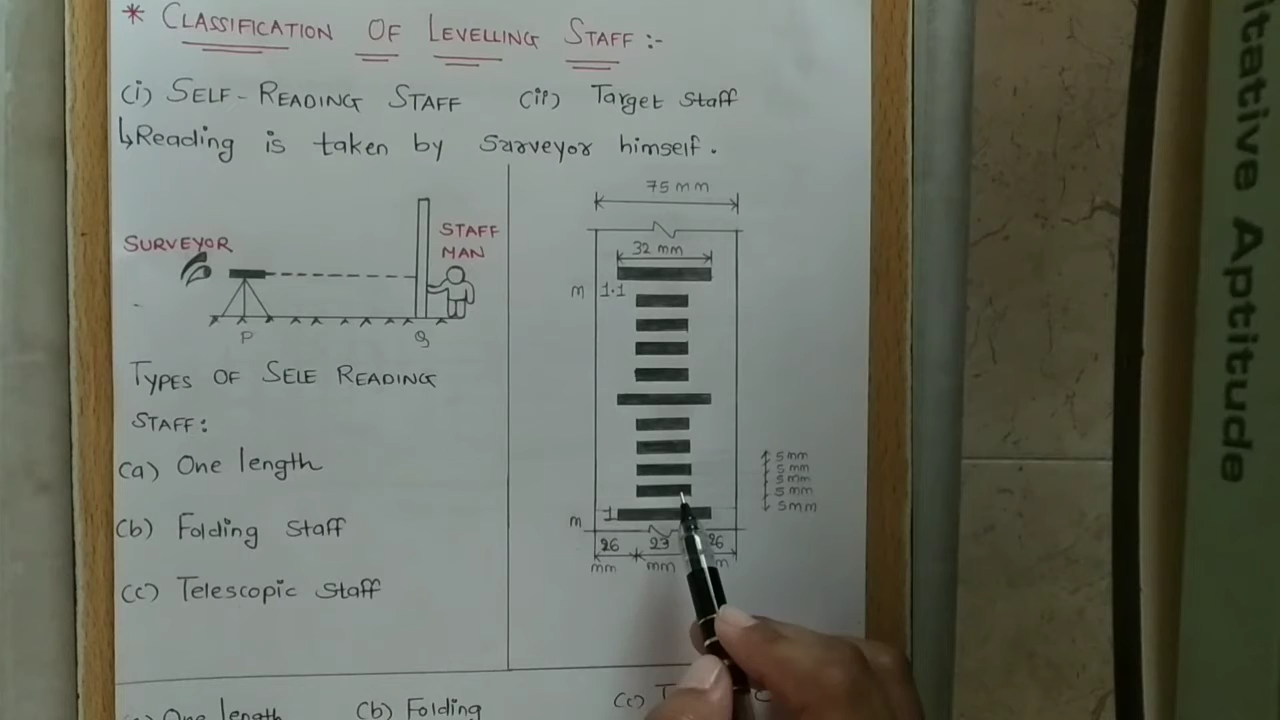 * CLASSIFICATION OF LEVELLING STAFF :-
(i) SELF-READING STAFF (ii) Target Staff
↳Reading is taken by Surveyor himself.
SURVEYOR
STAFF
MAN
P
Q
TYPES OF SELE READING
STAFF:
(a) One length
(b) Folding Staff
(c) Telescopic Staff
75 mm
32 mm
m 1.1
5 mm
5 mm
5 mm
5 mm
5 mm
m 1
26 23 26
mm mm m
One length (b) Folding (c)
itative Aptitude